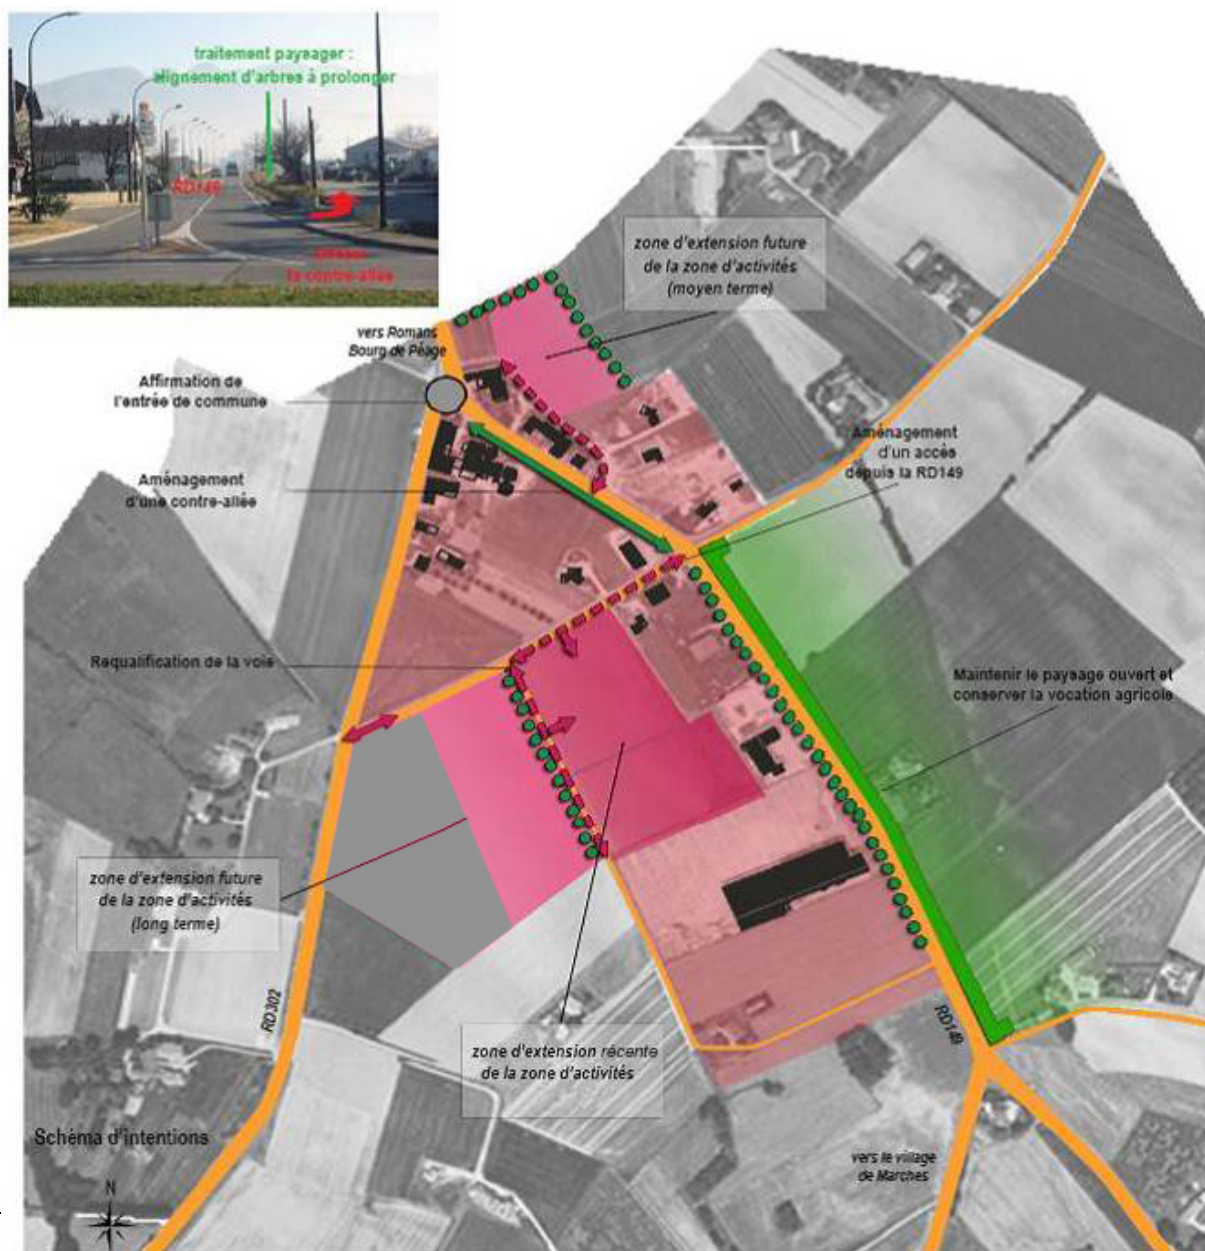 traitement paysager :
alignement d'arbres à prolonger
RD149
la contre-allée
zone d'extension future
de la zone d'activités
(moyen terme)
vers Romans
Bourg de Péage
Affirmation de
l'entrée de commune
Aménagement
d'un accès
depuis la RD149
Aménagement
d'une contre-allée
Requalification de la voie
Maintenir le paysage ouvert et
conserver la vocation agricole
zone d'extension future
de la zone d'activités
(long terme)
RD302
RD149
zone d'extension récente
de la zone d'activités
Schéma d'intentions
vers le village
de Marches
N